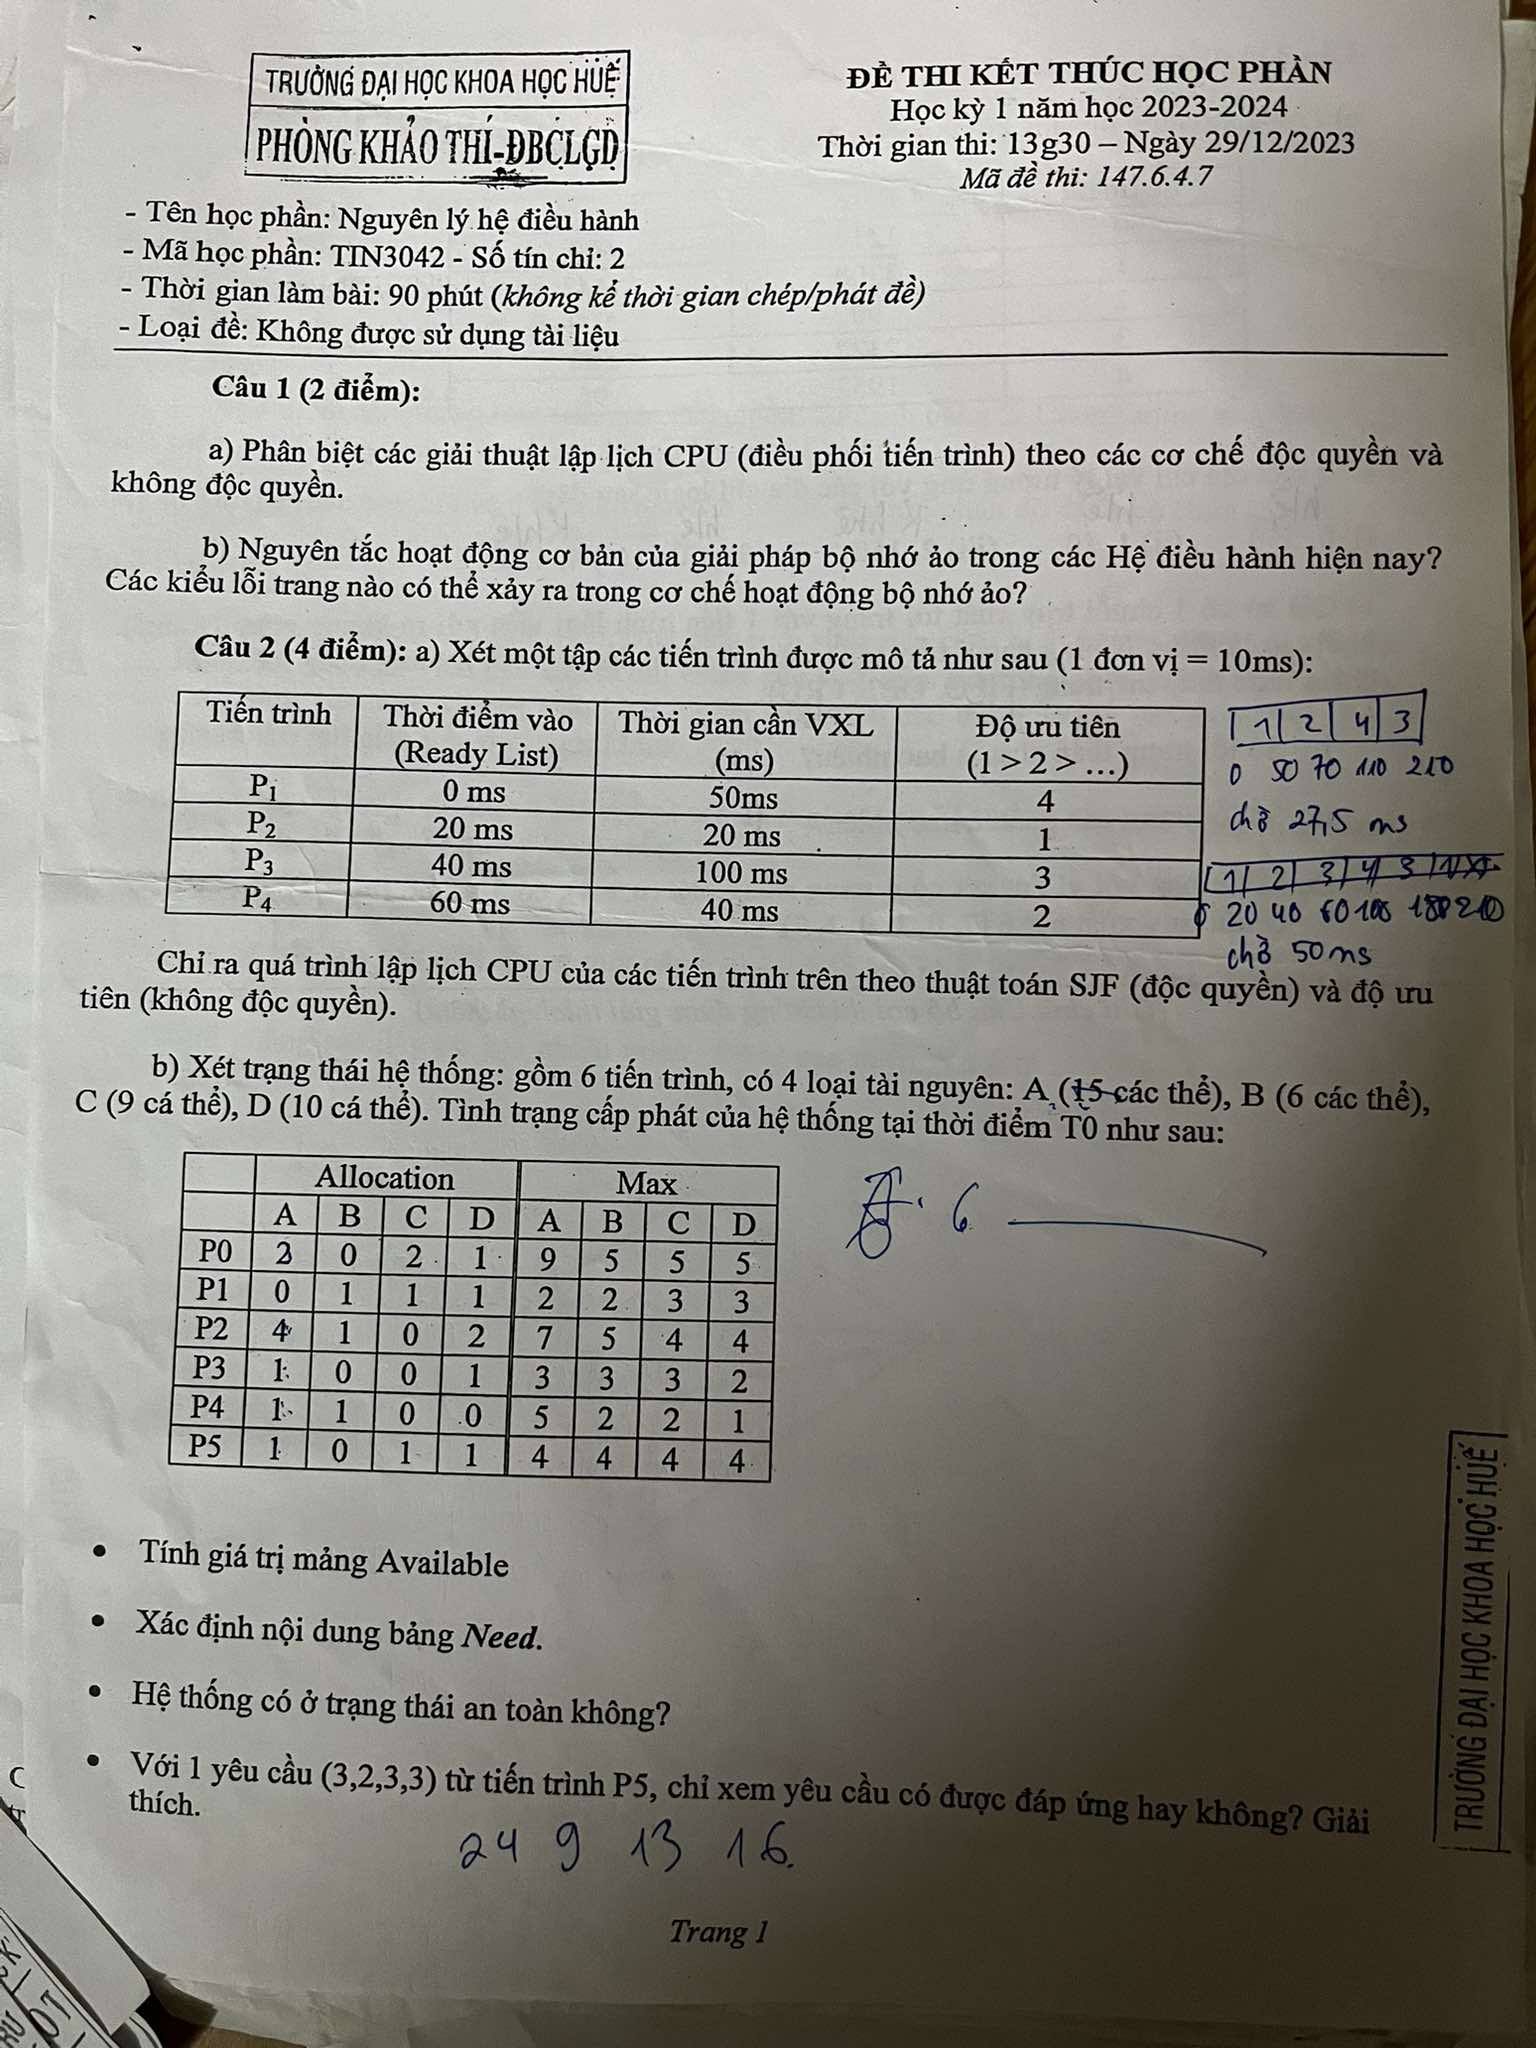 TRƯỜNG ĐẠI HỌC KHOA HỌC HUẾ
PHÒNG KHẢO THÍ-ĐBCLGD
ĐỀ THI KẾT THÚC HỌC PHẦN
Học kỳ 1 năm học 2023-2024
Thời gian thi: 13g30 – Ngày 29/12/2023
Mã đề thi: 147.6.4.7
- Tên học phần: Nguyên lý hệ điều hành
- Mã học phần: TIN3042 - Số tín chỉ: 2
- Thời gian làm bài: 90 phút (không kể thời gian chép/phát đề)
- Loại đề: Không được sử dụng tài liệu
Câu 1 (2 điểm):
a) Phân biệt các giải thuật lập lịch CPU (điều phối tiến trình) theo các cơ chế độc quyền và
không độc quyền.
b) Nguyên tắc hoạt động cơ bản của giải pháp bộ nhớ ảo trong các Hệ điều hành hiện nay?
Các kiểu lỗi trang nào có thể xảy ra trong cơ chế hoạt động bộ nhớ ảo?
Câu 2 (4 điểm): a) Xét một tập các tiến trình được mô tả như sau (1 đơn vị = 10ms):
Tiến trình Thời điểm vào (Ready List) Thời gian cần VXL (ms) Độ ưu tiên (1 > 2 > ...)
P1 0 ms 50ms 4
P2 20 ms 20 ms 1
P3 40 ms 100 ms 3
P4 60 ms 40 ms 2
1 2 4 3
0 50 70 110 210
chờ 27,5 ms
1 2 3 4 3 1
0 20 40 60 100 180 210
chờ 50ms
Chỉ ra quá trình lập lịch CPU của các tiến trình trên theo thuật toán SJF (độc quyền) và độ ưu
tiên (không độc quyền).
b) Xét trạng thái hệ thống: gồm 6 tiến trình, có 4 loại tài nguyên: A (15 các thể), B (6 các thể),
C (9 cá thể), D (10 cá thể). Tình trạng cấp phát của hệ thống tại thời điểm T0 như sau:
Allocation Max
A B C D A B C D
P0 2 0 2 1 9 5 5 5
P1 0 1 1 1 2 2 3 3
P2 4 1 0 2 7 5 4 4
P3 1 0 0 1 3 3 3 2
P4 1 1 0 0 5 2 2 1
P5 1 0 1 1 4 4 4 4
6
• Tính giá trị mảng Available
• Xác định nội dung bảng Need.
• Hệ thống có ở trạng thái an toàn không?
• Với 1 yêu cầu (3,2,3,3) từ tiến trình P5, chỉ xem yêu cầu có được đáp ứng hay không? Giải
thích.
24 9 13 16.
Trang 1
TRƯỜNG ĐẠI HỌC KHOA HỌC HUẾ